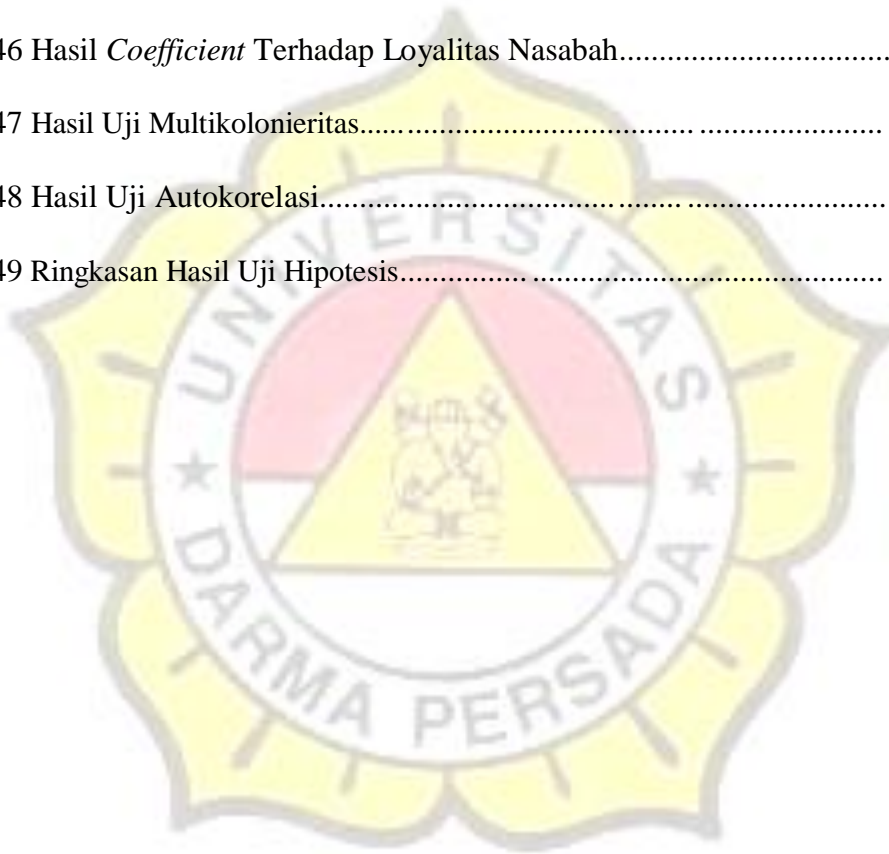 46 Hasil Coefficient Terhadap Loyalitas Nasabah.................................
47 Hasil Uji Multikolonieritas.......................................... ......................
48 Hasil Uji Autokorelasi............................................ ........................
49 Ringkasan Hasil Uji Hipotesis................ ..........................................
UNIVERSITAS
★ DARMA PERSADA ★